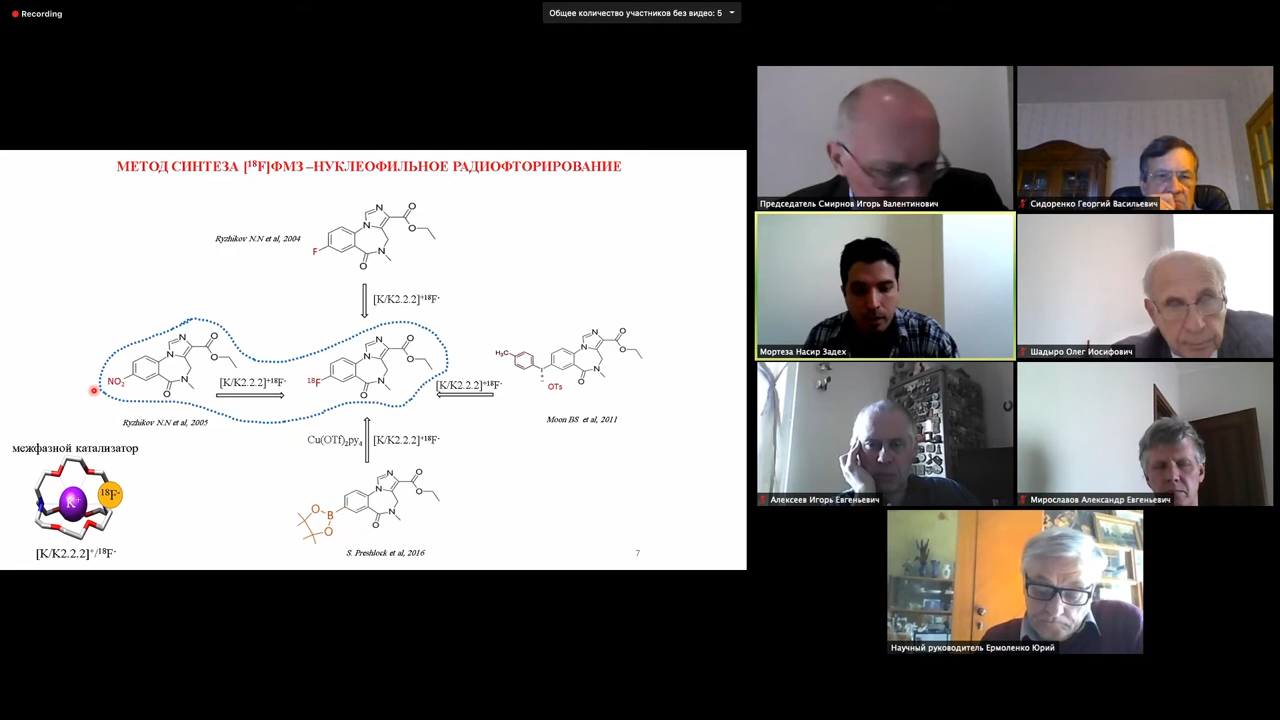 Recording
Общее количество участников без видео: 5
МЕТОД СИНТЕЗА [¹⁸F]ФМЗ –НУКЛЕОФИЛЬНОЕ РАДИОФТОРИРОВАНИЕ
Ryzhikov N.N et al, 2004
N
N
O
O
F
N
O
[K/K2.2.2]⁺¹⁸F⁻
N
N
O
O
NO₂
N
O
[K/K2.2.2]⁺¹⁸F⁻
Ryzhikov N.N et al, 2005
N
N
O
O
¹⁸F
N
O
[K/K2.2.2]⁺¹⁸F⁻
N
N
O
O
H₃C
I
N
O
OTs
Moon BS et al, 2011
Cu(OTf)₂py₄
[K/K2.2.2]⁺¹⁸F⁻
N
N
O
O
O
B
O
N
O
S. Preshlock et al, 2016
межфазной катализатор
K⁺
¹⁸F⁻
[K/K2.2.2]⁺/¹⁸F⁻
7
Председатель Смирнов Игорь Валентинович
Сидоренко Георгий Васильевич
Мортеза Насир Задех
Шадыро Олег Иосифович
Алексеев Игорь Евгеньевич
Мирославов Александр Евгеньевич
Научный руководитель Ермоленко Юрий